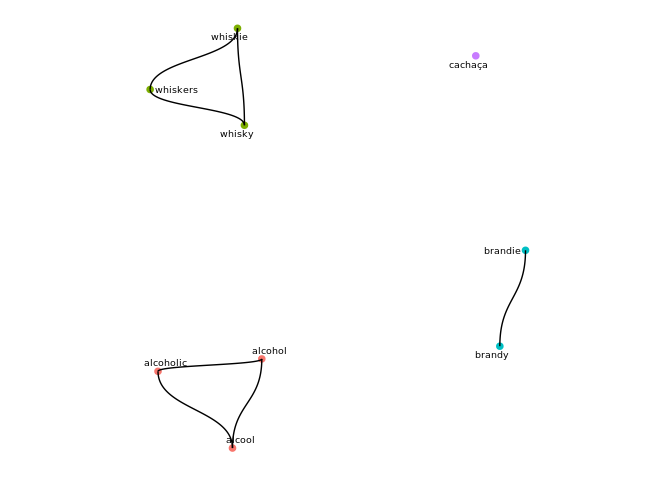 whiskie
cachaça
whiskers
whisky
brandie
alcohol
brandy
alcoholic
alcool